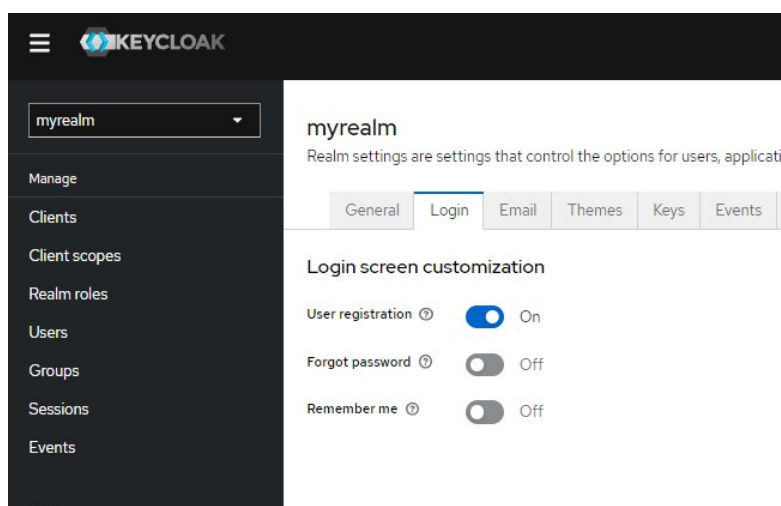 KEYCLOAK
myrealm
Manage
Clients
Client scopes
Realm roles
Users
Groups
Sessions
Events
myrealm
Realm settings are settings that control the options for users, applicati
General Login Email Themes Keys Events
Login screen customization
User registration On
Forgot password Off
Remember me Off